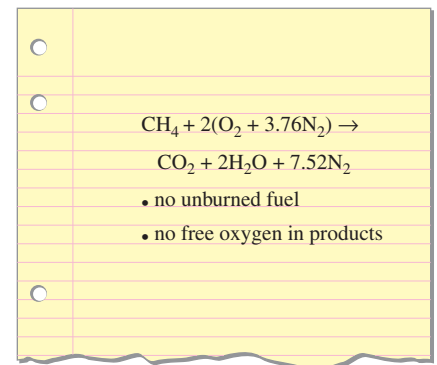 CH₄ + 2(O₂ + 3.76N₂) →
CO₂ + 2H₂O + 7.52N₂
• no unburned fuel
• no free oxygen in products